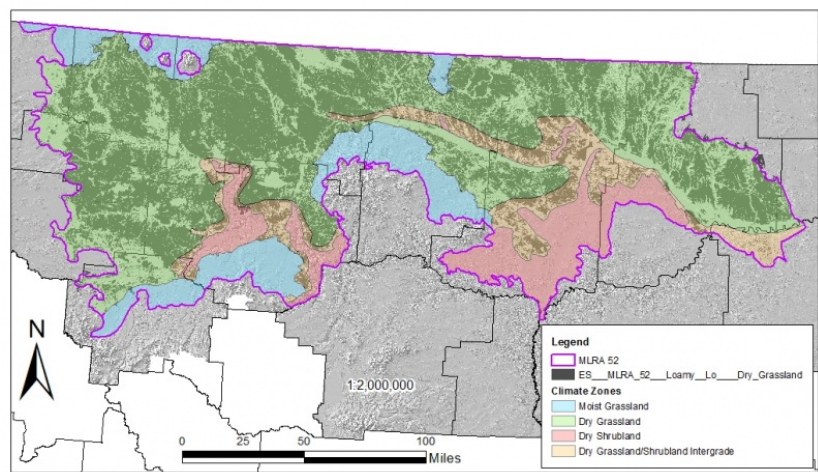 N
1:2,000,000
0 25 50 100
Miles
Legend
MLRA 52
ES___MLRA_52___Loamy__Lo____Dry_Grassland
Climate Zones
Moist Grassland
Dry Grassland
Dry Shrubland
Dry Grassland/Shrubland Intergrade